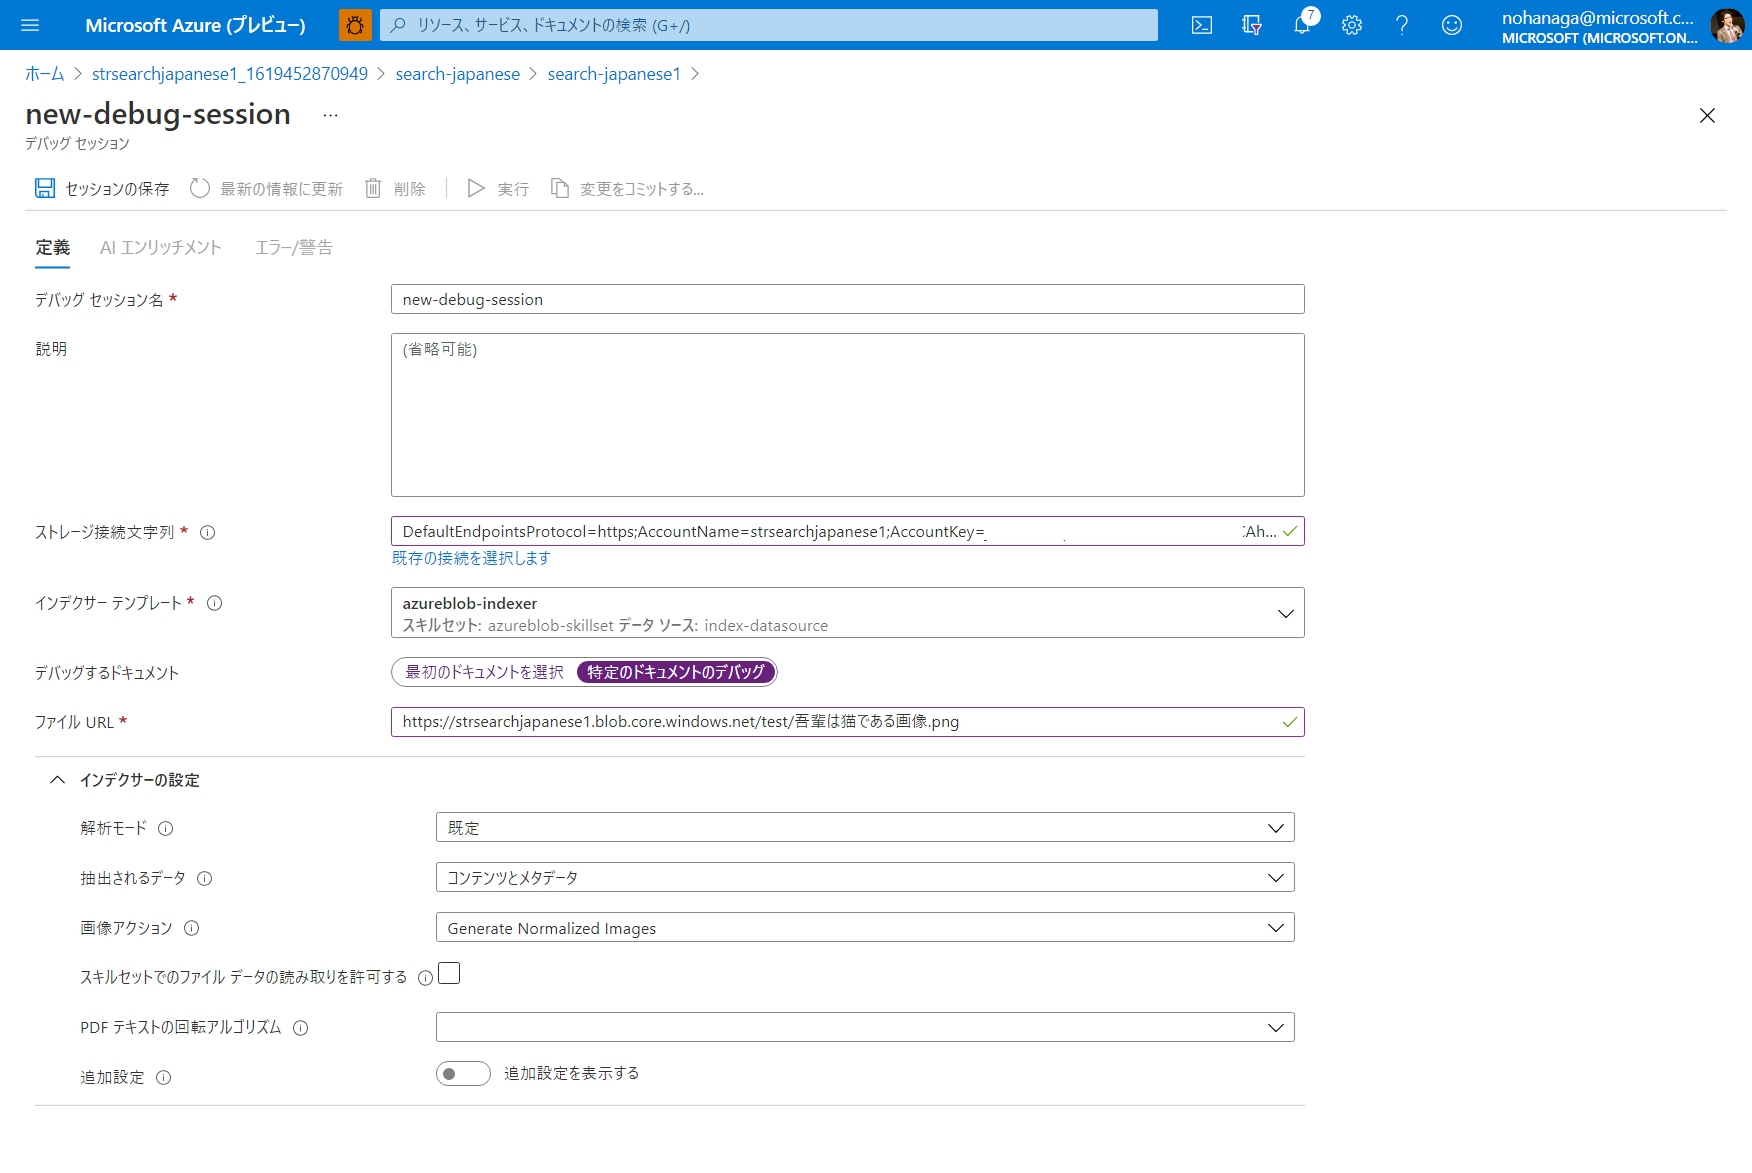 Microsoft Azure (プレビュー)
リソース、サービス、ドキュメントの検索 (G+/)
7
nohanaga@microsoft.c...
MICROSOFT (MICROSOFT.ON...
ホーム > strsearchjapanese1_1619452870949 > search-japanese > search-japanese1 >
new-debug-session ...
デバッグ セッション
セッションの保存 最新の情報に更新 削除 実行 変更をコミットする...
定義 AI エンリッチメント エラー/警告
デバッグ セッション名 * new-debug-session
説明 (省略可能)
ストレージ接続文字列 * DefaultEndpointsProtocol=https;AccountName=strsearchjapanese1;AccountKey= Ah...
既存の接続を選択します
インデクサー テンプレート * azureblob-indexer
スキルセット: azureblob-skillset データ ソース: index-datasource
デバッグするドキュメント 最初のドキュメントを選択 特定のドキュメントのデバッグ
ファイル URL * https://strsearchjapanese1.blob.core.windows.net/test/吾輩は猫である画像.png
インデクサーの設定
解析モード 既定
抽出されるデータ コンテンツとメタデータ
画像アクション Generate Normalized Images
スキルセットでのファイル データの読み取りを許可する
PDF テキストの回転アルゴリズム
追加設定 追加設定を表示する